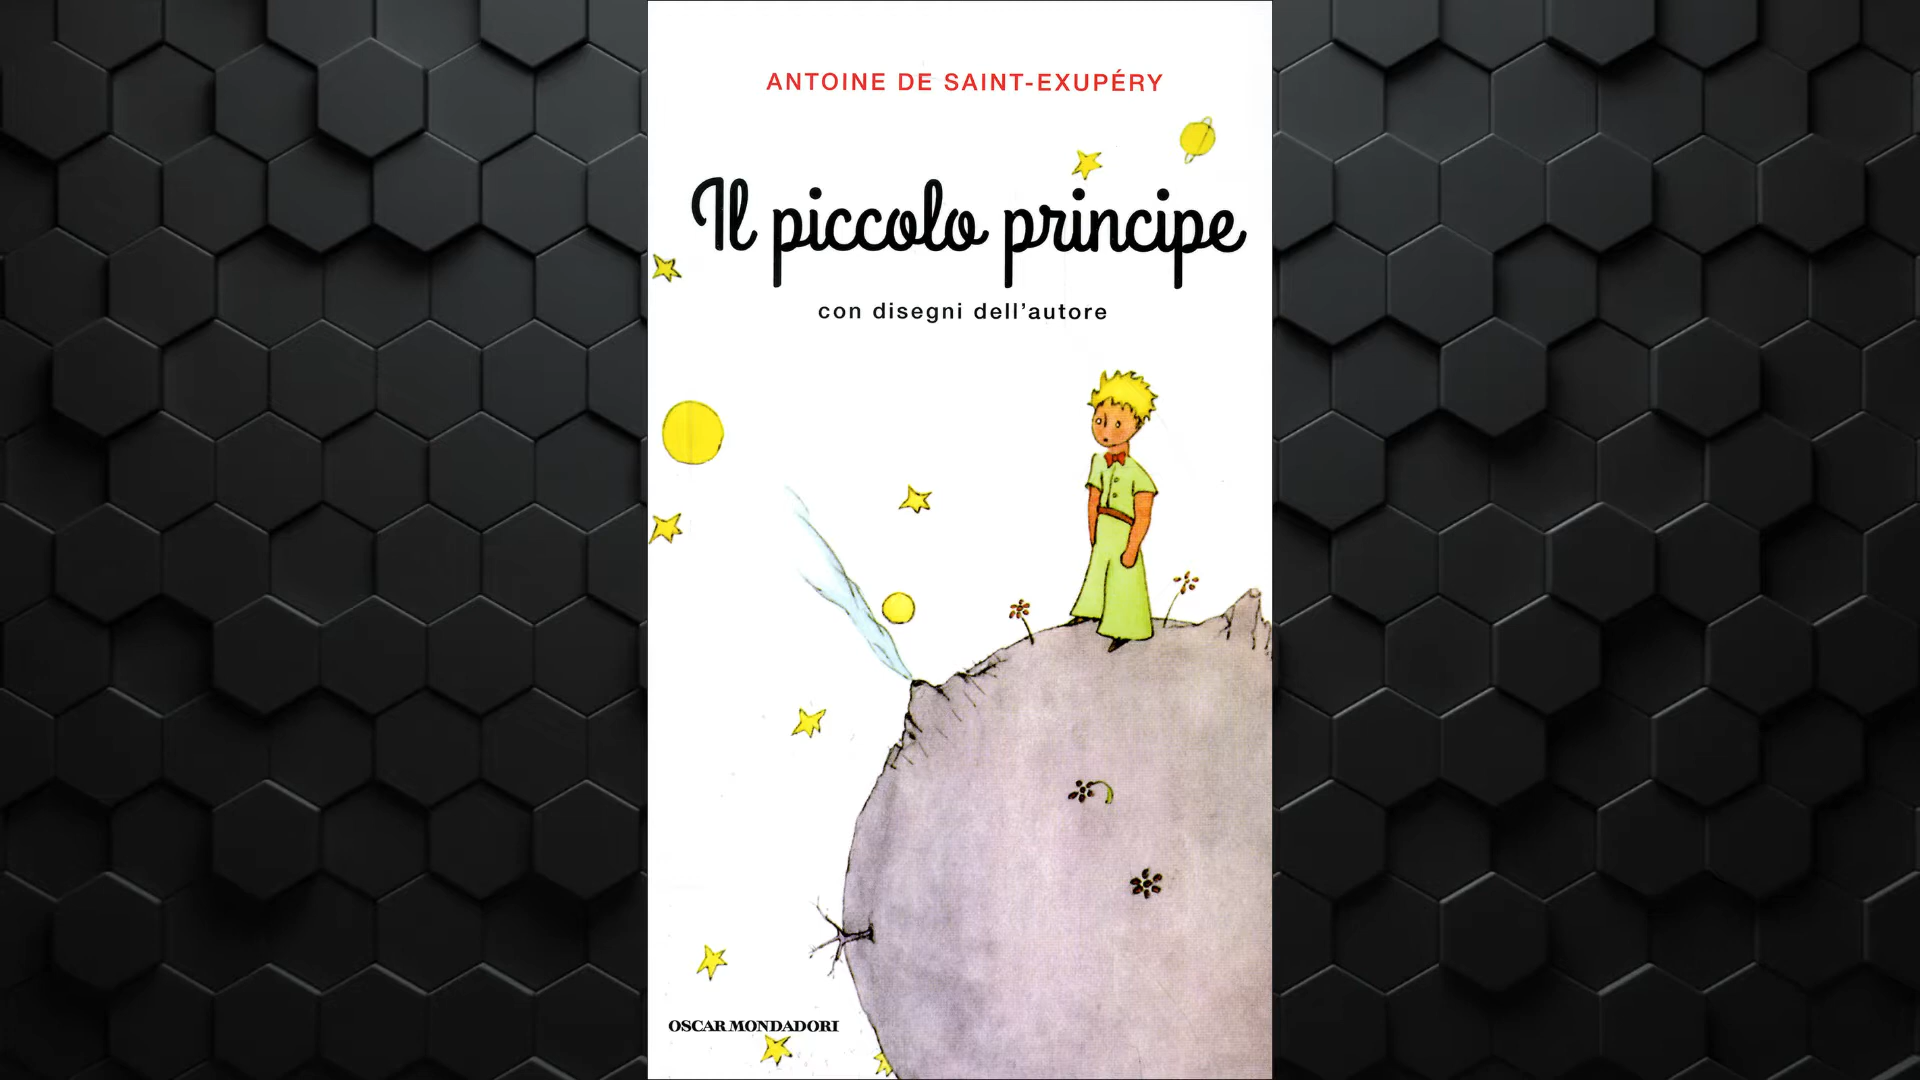 ANTOINE DE SAINT-EXUPÉRY
Il piccolo principe
con disegni dell'autore
OSCAR MONDADORI